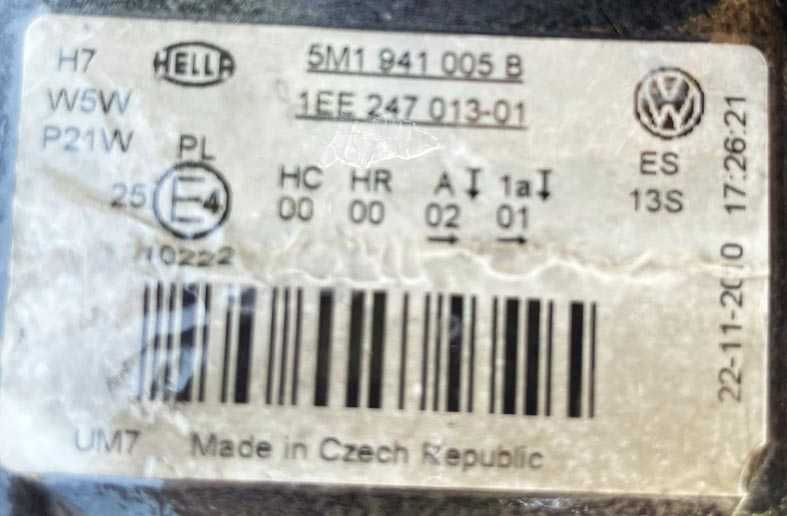 H7 HELLA 5M1 941 005 B
W5W 1EE 247 013-01
P21W PL
ES
13S
25 E4
HC HR A 1a
00 00 02 01
10222
22-11-2010 17:26:21
UM7 Made in Czech Republic